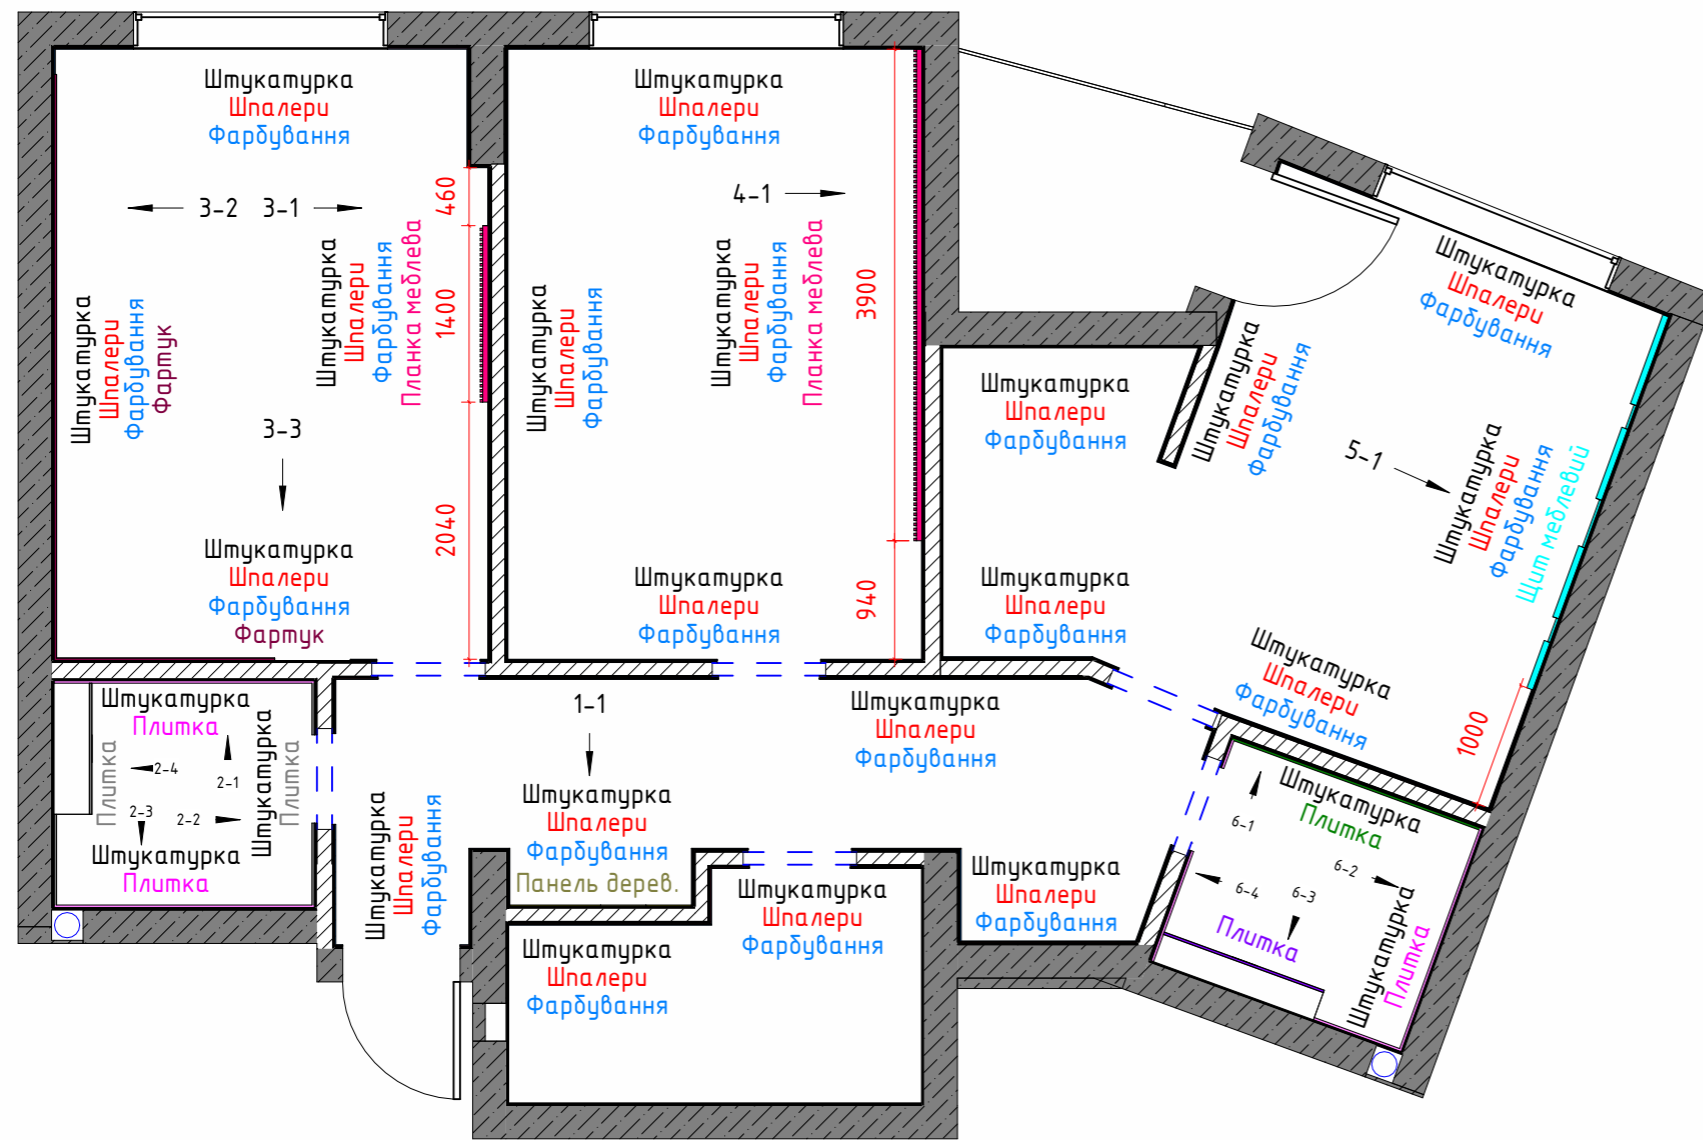 Штукатурка
Шпалери
Фарбування
3-2
3-1
460
1400
2040
Штукатурка
Шпалери
Фарбування
Фартук
Штукатурка
Шпалери
Фарбування
Планка меблева
3-3
Штукатурка
Шпалери
Фарбування
Фартук
Штукатурка
Шпалери
Фарбування
4-1
3900
940
Штукатурка
Шпалери
Фарбування
Штукатурка
Шпалери
Фарбування
Планка меблева
Штукатурка
Шпалери
Фарбування
Штукатурка
Шпалери
Фарбування
Штукатурка
Шпалери
Фарбування
Штукатурка
Шпалери
Фарбування
Штукатурка
Шпалери
Фарбування
5-1
Штукатурка
Шпалери
Фарбування
Щит меблевий
Штукатурка
Шпалери
Фарбування
1000
Штукатурка
Плитка
Плитка
2-4
2-1
2-3
2-2
Штукатурка
Плитка
Штукатурка
Плитка
1-1
Штукатурка
Шпалери
Фарбування
Штукатурка
Шпалери
Фарбування
Панель дерев.
Штукатурка
Шпалери
Фарбування
Штукатурка
Шпалери
Фарбування
Штукатурка
Шпалери
Фарбування
Штукатурка
Шпалери
Фарбування
Штукатурка
Плитка
6-1
6-2
6-3
6-4
Плитка
Штукатурка
Плитка